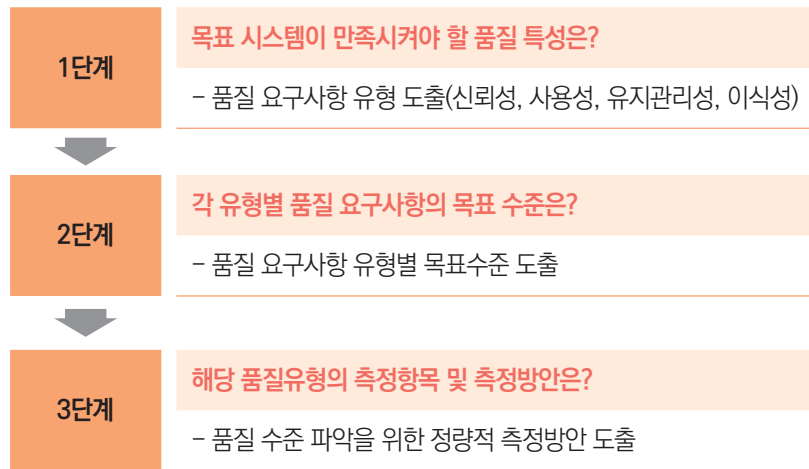 1단계
목표 시스템이 만족시켜야 할 품질 특성은?
– 품질 요구사항 유형 도출(신뢰성, 사용성, 유지관리성, 이식성)
2단계
각 유형별 품질 요구사항의 목표 수준은?
– 품질 요구사항 유형별 목표수준 도출
3단계
해당 품질유형의 측정항목 및 측정방안은?
– 품질 수준 파악을 위한 정량적 측정방안 도출